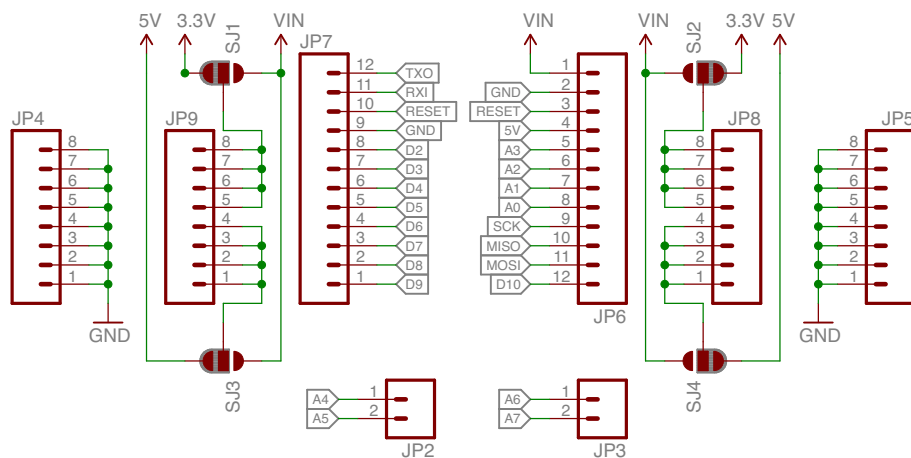 5V 3.3V SJ1 VIN JP7 VIN VIN SJ2 3.3V 5V
12 TXO 1
11 RXI GND 2
10 RESET RESET 3
JP4 JP9 9 GND 5V 4 JP8 JP5
8 8 8 D2 A3 5 8 8
7 7 7 D3 A2 6 7 7
6 6 6 D4 A1 7 6 6
5 5 5 D5 A0 8 5 5
4 4 4 D6 SCK 9 4 4
3 3 3 D7 MISO 10 3 3
2 2 2 D8 MOSI 11 2 2
1 1 1 D9 D10 12 1 1
GND JP6 GND
SJ3 SJ4
A4 1 A6 1
A5 2 A7 2
JP2 JP3